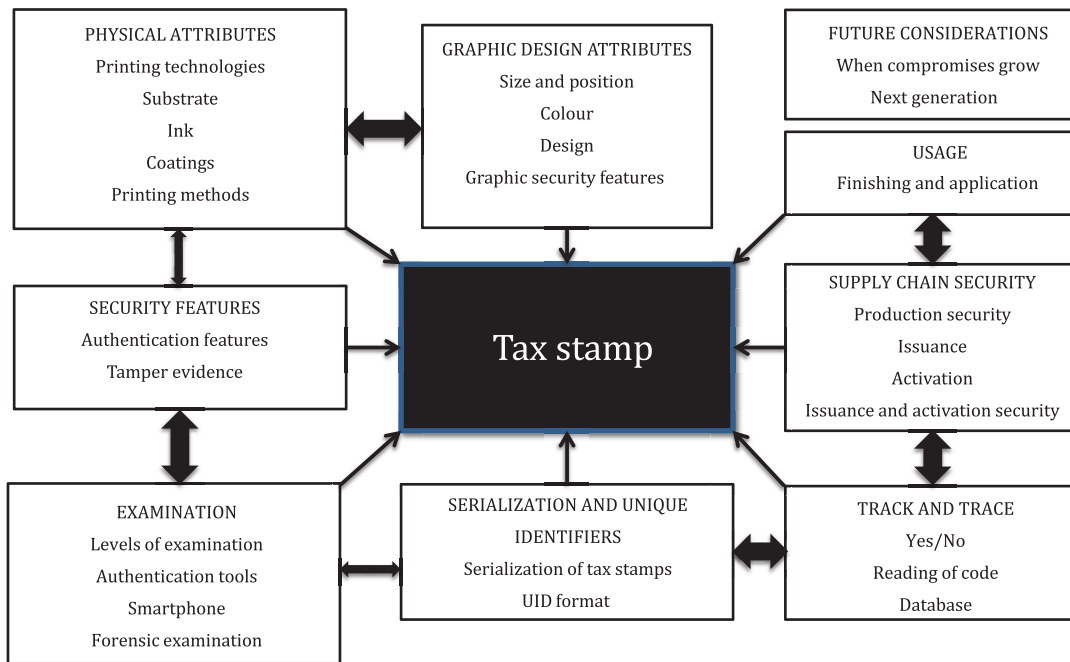 PHYSICAL ATTRIBUTES
Printing technologies
Substrate
Ink
Coatings
Printing methods
GRAPHIC DESIGN ATTRIBUTES
Size and position
Colour
Design
Graphic security features
FUTURE CONSIDERATIONS
When compromises grow
Next generation
USAGE
Finishing and application
SECURITY FEATURES
Authentication features
Tamper evidence
Tax stamp
SUPPLY CHAIN SECURITY
Production security
Issuance
Activation
Issuance and activation security
EXAMINATION
Levels of examination
Authentication tools
Smartphone
Forensic examination
SERIALIZATION AND UNIQUE
IDENTIFIERS
Serialization of tax stamps
UID format
TRACK AND TRACE
Yes/No
Reading of code
Database